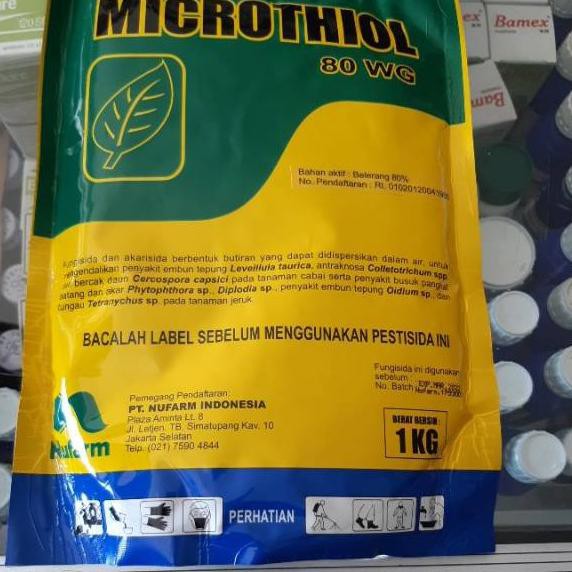 MICROTHIOL
80 WG
Bamex
Bahan aktif : Belerang 80%
No. Pendaftaran : RI. 010201200
Fungisida dan akarisida berbentuk butiran yang dapat didispersikan dalam air, untuk
mengendalikan penyakit embun tepung Leveillula taurica, antraknosa Colletotrichum spp
bercak daun Cercospora capsici pada tanaman cabai serta penyakit busuk pangkal
batang dan akar Phytophthora sp., Diplodia sp., penyakit embun tepung Oidium sp., dan
tungau Tetranychus sp. pada tanaman jeruk.
BACALAH LABEL SEBELUM MENGGUNAKAN PESTISIDA INI
Fungisida ini digunakan
sebelum :
No. Batch
Pemegang Pendaftaran:
PT. NUFARM INDONESIA
Plaza Aminta Lt. 8
Jl. Letjen. TB. Simatupang Kav. 10
Jakarta Selatan
Telp. (021) 7590 4844
Nufarm
BERAT BERSIH :
1 KG
PERHATIAN